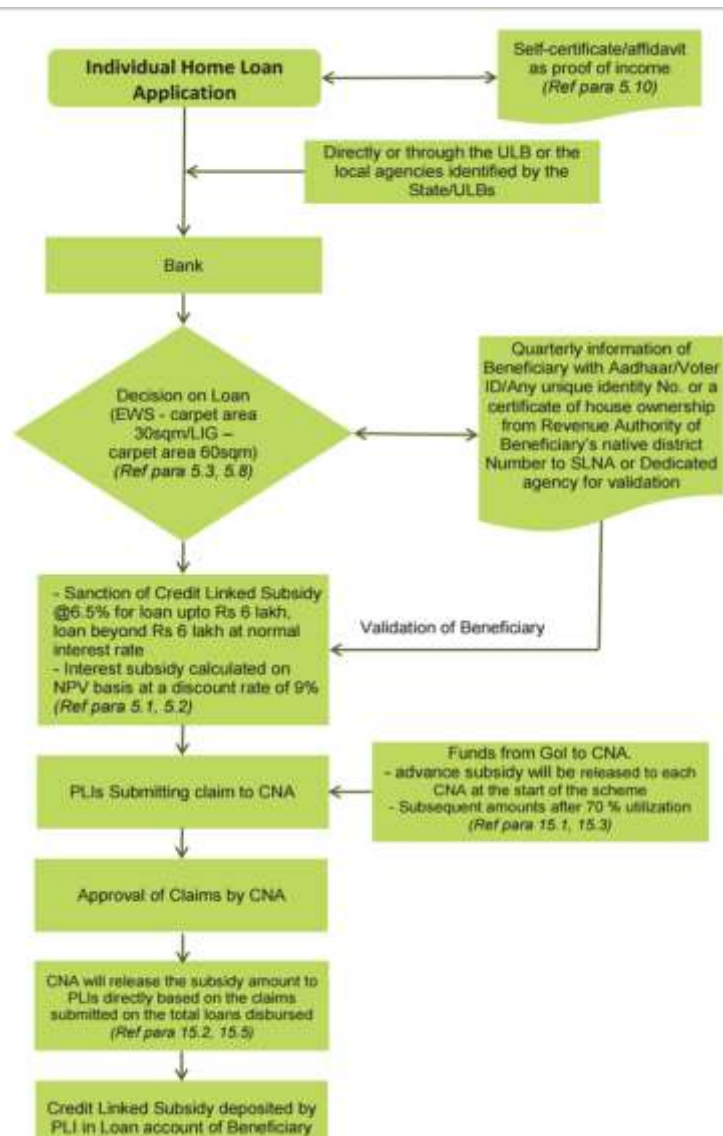 Individual Home Loan
Application
Self-certificate/affidavit
as proof of income
(Ref para 5.10)
Directly or through the ULB or the
local agencies identified by the
State/ULBs
Bank
Decision on Loan
(EWS - carpet area
30sqm/LIG –
carpet area 60sqm)
(Ref para 5.3, 5.8)
Quarterly information of
Beneficiary with Aadhaar/Voter
ID/Any unique identity No. or a
certificate of house ownership
from Revenue Authority of
Beneficiary's native district
Number to SLNA or Dedicated
agency for validation
- Sanction of Credit Linked Subsidy
@6.5% for loan upto Rs 6 lakh,
loan beyond Rs 6 lakh at normal
interest rate
- Interest subsidy calculated on
NPV basis at a discount rate of 9%
(Ref para 5.1, 5.2)
Validation of Beneficiary
PLIs Submitting claim to CNA
Funds from GoI to CNA.
- advance subsidy will be released to each
CNA at the start of the scheme
- Subsequent amounts after 70 % utilization
(Ref para 15.1, 15.3)
Approval of Claims by CNA
CNA will release the subsidy amount to
PLIs directly based on the claims
submitted on the total loans disbursed
(Ref para 15.2, 15.5)
Credit Linked Subsidy deposited by
PLI in Loan account of Beneficiary